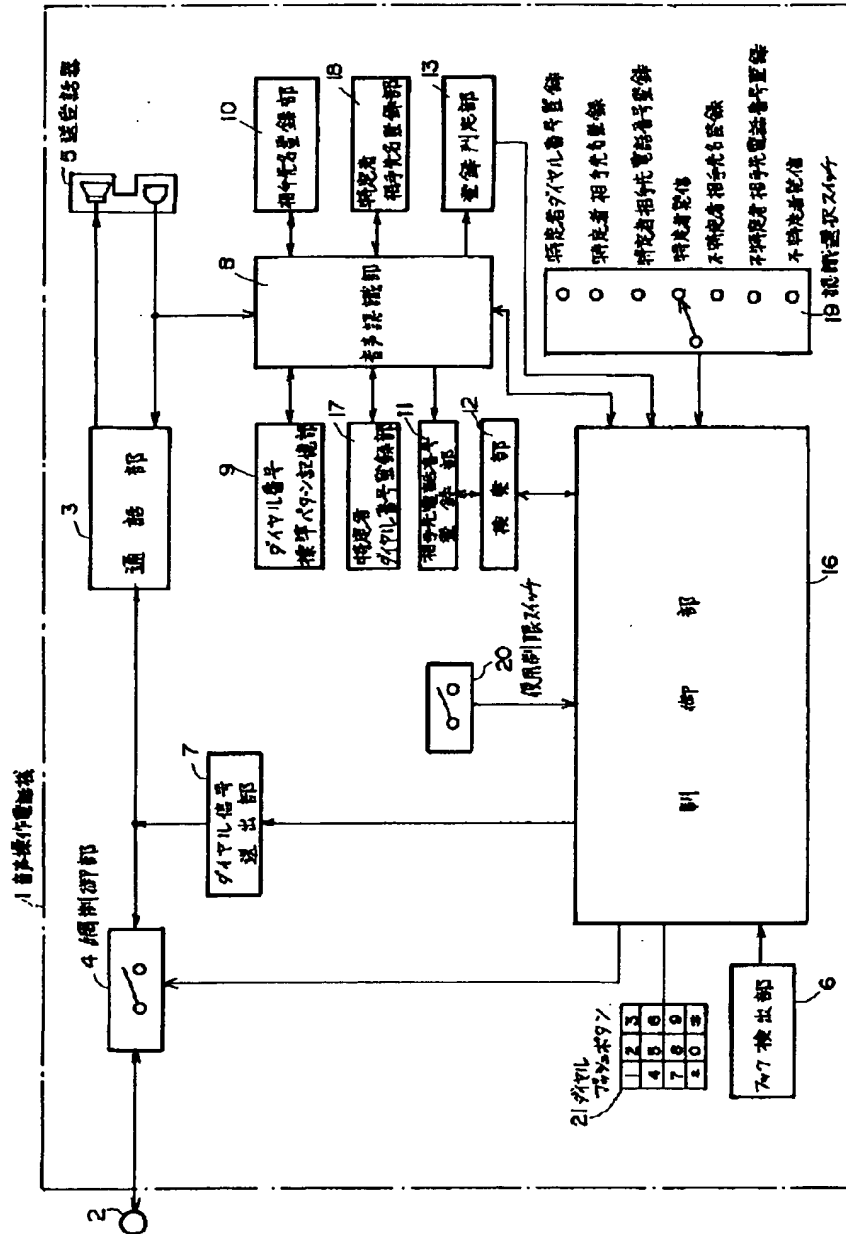 1 音声操作電話機
2
4 網制御部
3
通話部
5 送受話器
7
ダイヤル信号
送出部
8
音声認識部
9
ダイヤル番号
標準パターン記憶部
17
特定者
ダイヤル番号登録部
11
相手先電話番号
登録部
12
検索部
10
相手先名登録部
18
特定者
相手先名登録部
13
登録判定部
特定者ダイヤル番号登録
特定者相手先名登録
特定者相手先電話番号登録
特定者発信
不特定者相手先名登録
不特定者相手先電話番号登録
不特定者発信
19 認識選択スイッチ
20
使用制限スイッチ
16
制御部
21 ダイヤル
プッシュボタン
1 2 3
4 5 6
7 8 9
* 0 #
フック検出部
6